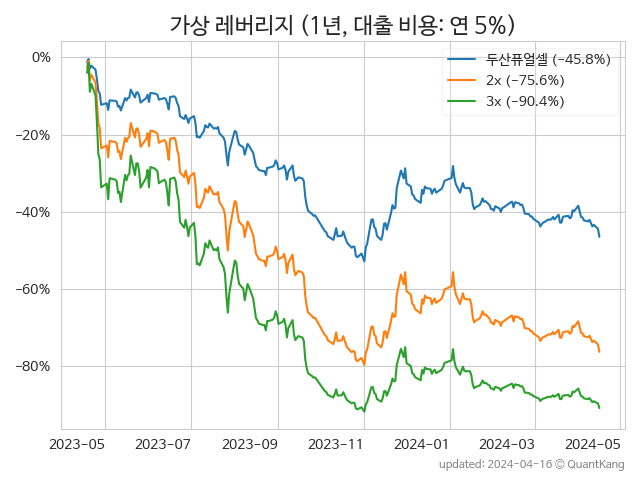 가상 레버리지 (1년, 대출 비용: 연 5%)
두산퓨얼셀 (−45.8%)
2x (−75.6%)
3x (−90.4%)
0%
−20%
−40%
−60%
−80%
2023-05 2023-07 2023-09 2023-11 2024-01 2024-03 2024-05
updated: 2024-04-16 © QuantKang